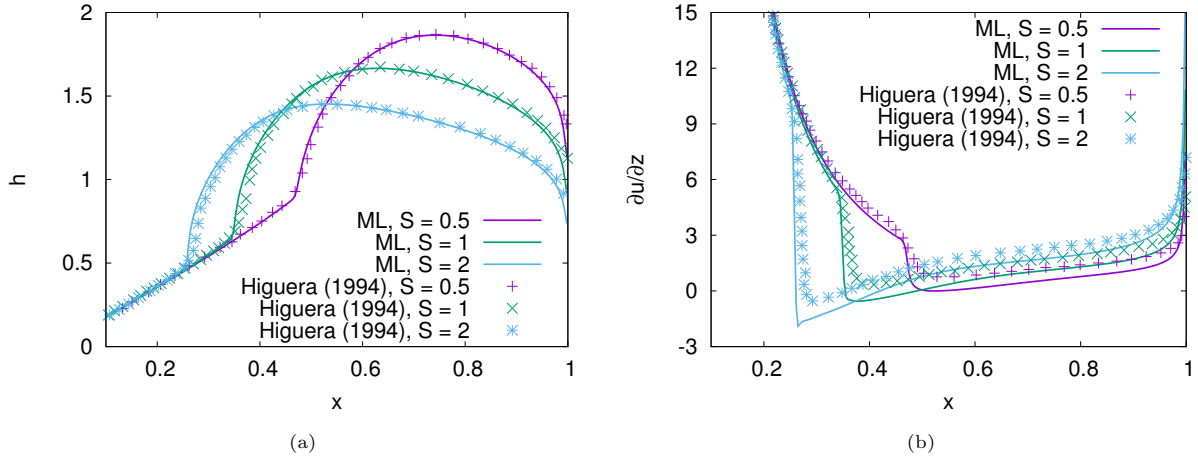 2
1.5
1
0.5
0
h
0.2
0.4
0.6
0.8
1
x
ML, S = 0.5
ML, S = 1
ML, S = 2
Higuera (1994), S = 0.5
Higuera (1994), S = 1
Higuera (1994), S = 2
(a)
15
12
9
6
3
0
-3
∂u/∂z
0.2
0.4
0.6
0.8
1
x
ML, S = 0.5
ML, S = 1
ML, S = 2
Higuera (1994), S = 0.5
Higuera (1994), S = 1
Higuera (1994), S = 2
(b)